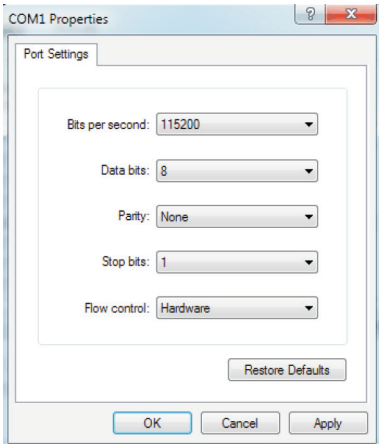 COM1 Properties
Port Settings
Bits per second: 115200
Data bits: 8
Parity: None
Stop bits: 1
Flow control: Hardware
Restore Defaults
OK Cancel Apply